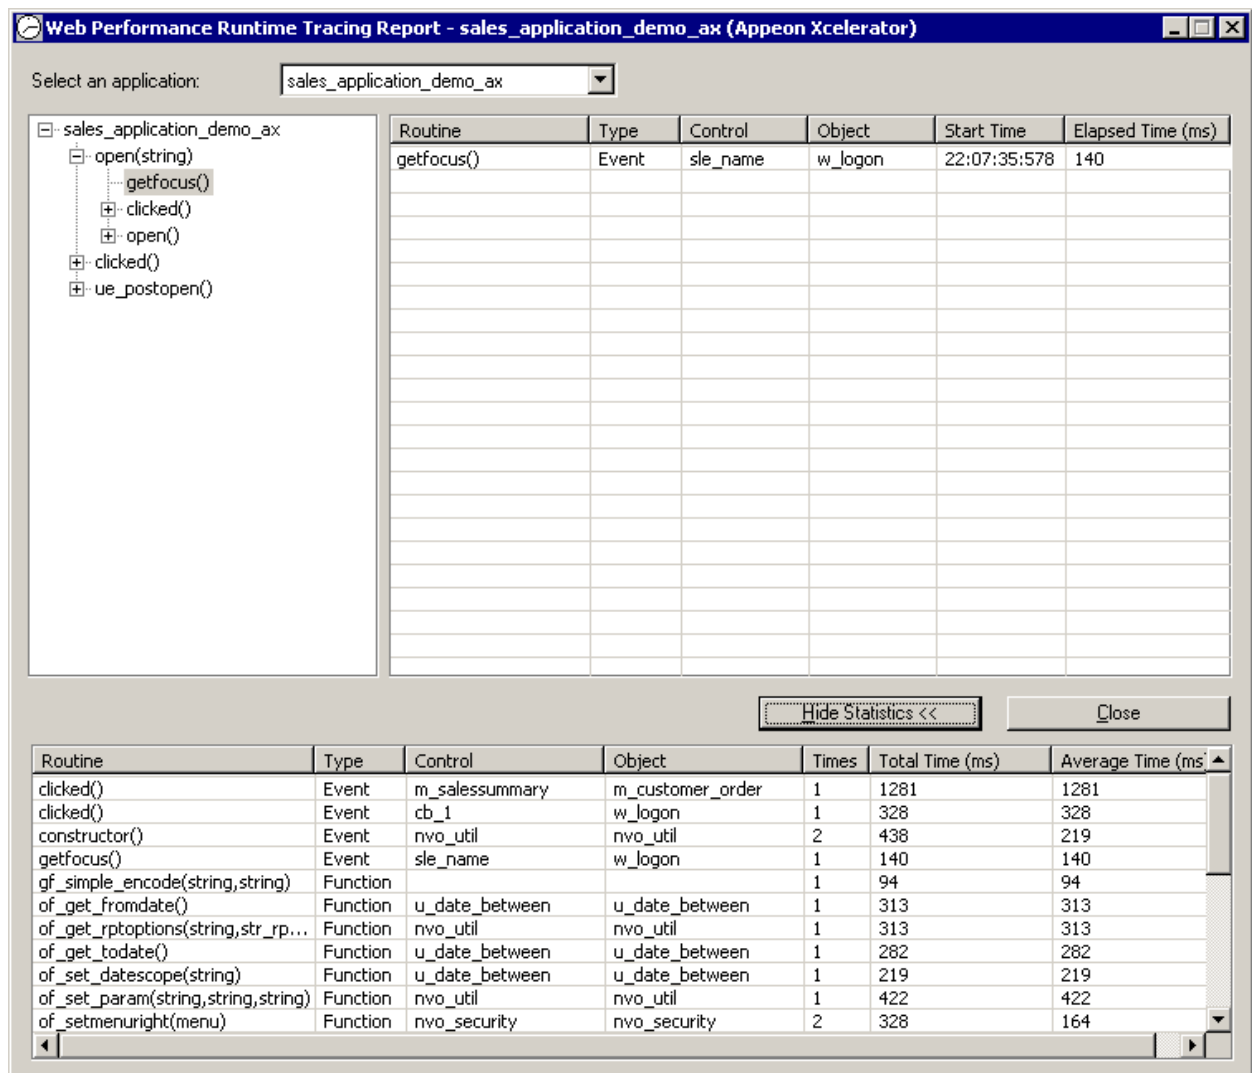 Web Performance Runtime Tracing Report - sales_application_demo_ax (Appeon Xcelerator)
Select an application: sales_application_demo_ax
sales_application_demo_ax
open(string)
getfocus()
clicked()
open()
clicked()
ue_postopen()
Routine Type Control Object Start Time Elapsed Time (ms)
getfocus() Event sle_name w_logon 22:07:35:578 140
Hide Statistics << Close
Routine Type Control Object Times Total Time (ms) Average Time (ms
clicked() Event m_salessummary m_customer_order 1 1281 1281
clicked() Event cb_1 w_logon 1 328 328
constructor() Event nvo_util nvo_util 2 438 219
getfocus() Event sle_name w_logon 1 140 140
gf_simple_encode(string,string) Function 1 94 94
of_get_fromdate() Function u_date_between u_date_between 1 313 313
of_get_rptoptions(string,str_rp... Function nvo_util nvo_util 1 313 313
of_get_todate() Function u_date_between u_date_between 1 282 282
of_set_datescope(string) Function u_date_between u_date_between 1 219 219
of_set_param(string,string,string) Function nvo_util nvo_util 1 422 422
of_setmenuright(menu) Function nvo_security nvo_security 2 328 164